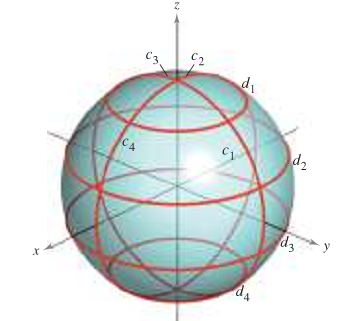 z
c₃ c₂
d₁
c₄ c₁
d₂
x y
d₃
d₄